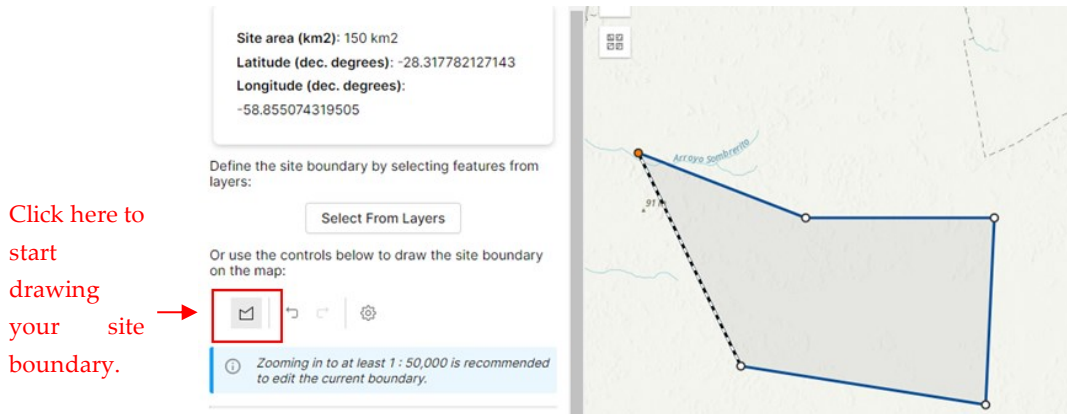 Site area (km2): 150 km2
Latitude (dec. degrees): -28.317782127143
Longitude (dec. degrees):
-58.855074319505
Define the site boundary by selecting features from
layers:
Select From Layers
Or use the controls below to draw the site boundary
on the map:
Zooming in to at least 1 : 50,000 is recommended
to edit the current boundary.
Click here to
start
drawing
your site
boundary.
Arroyo Sombrerito
91 m